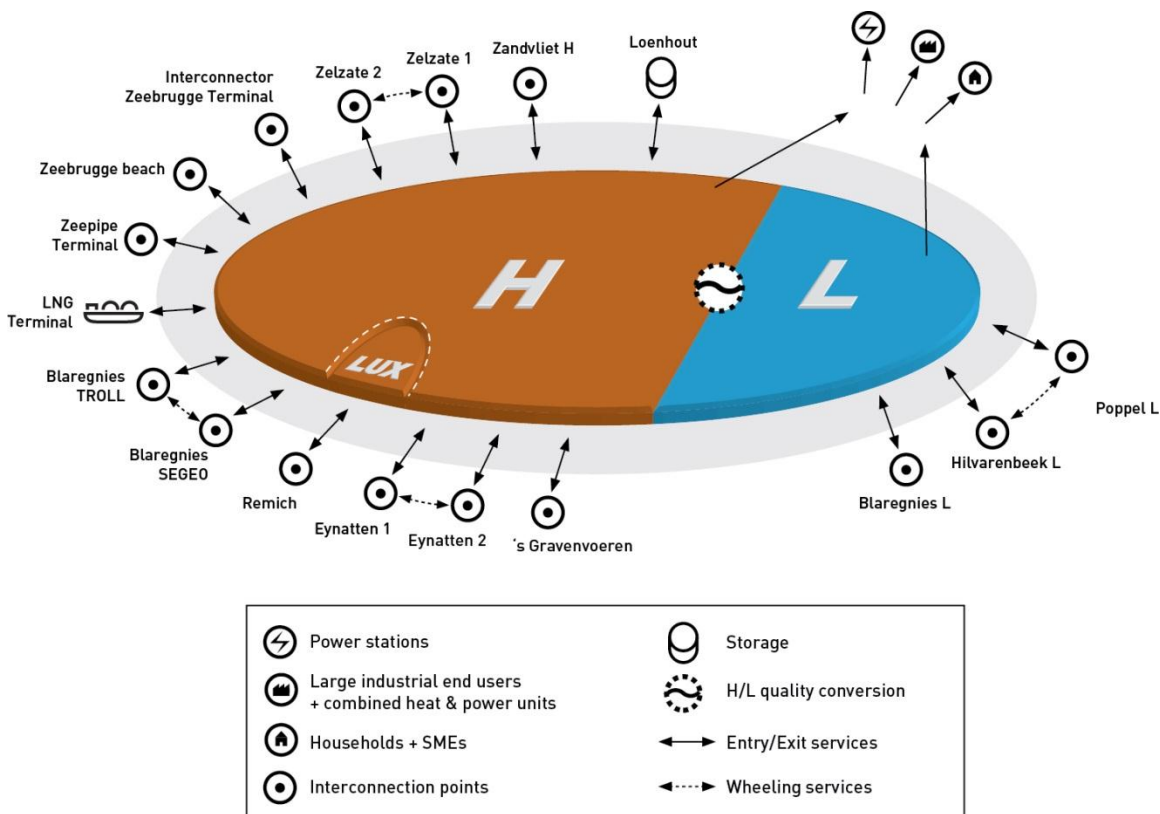 Zelzate 1
Zandvliet H
Loenhout
Zelzate 2
Interconnector
Zeebrugge Terminal
Zeebrugge beach
Zeepipe
Terminal
H
L
LNG
Terminal
LUX
Blaregnies
TROLL
Poppel L
Blaregnies
SEGEO
Hilvarenbeek L
Remich
Blaregnies L
Eynatten 1
Eynatten 2
's Gravenvoeren
Power stations
Storage
Large industrial end users
+ combined heat & power units
H/L quality conversion
Households + SMEs
Entry/Exit services
Interconnection points
Wheeling services